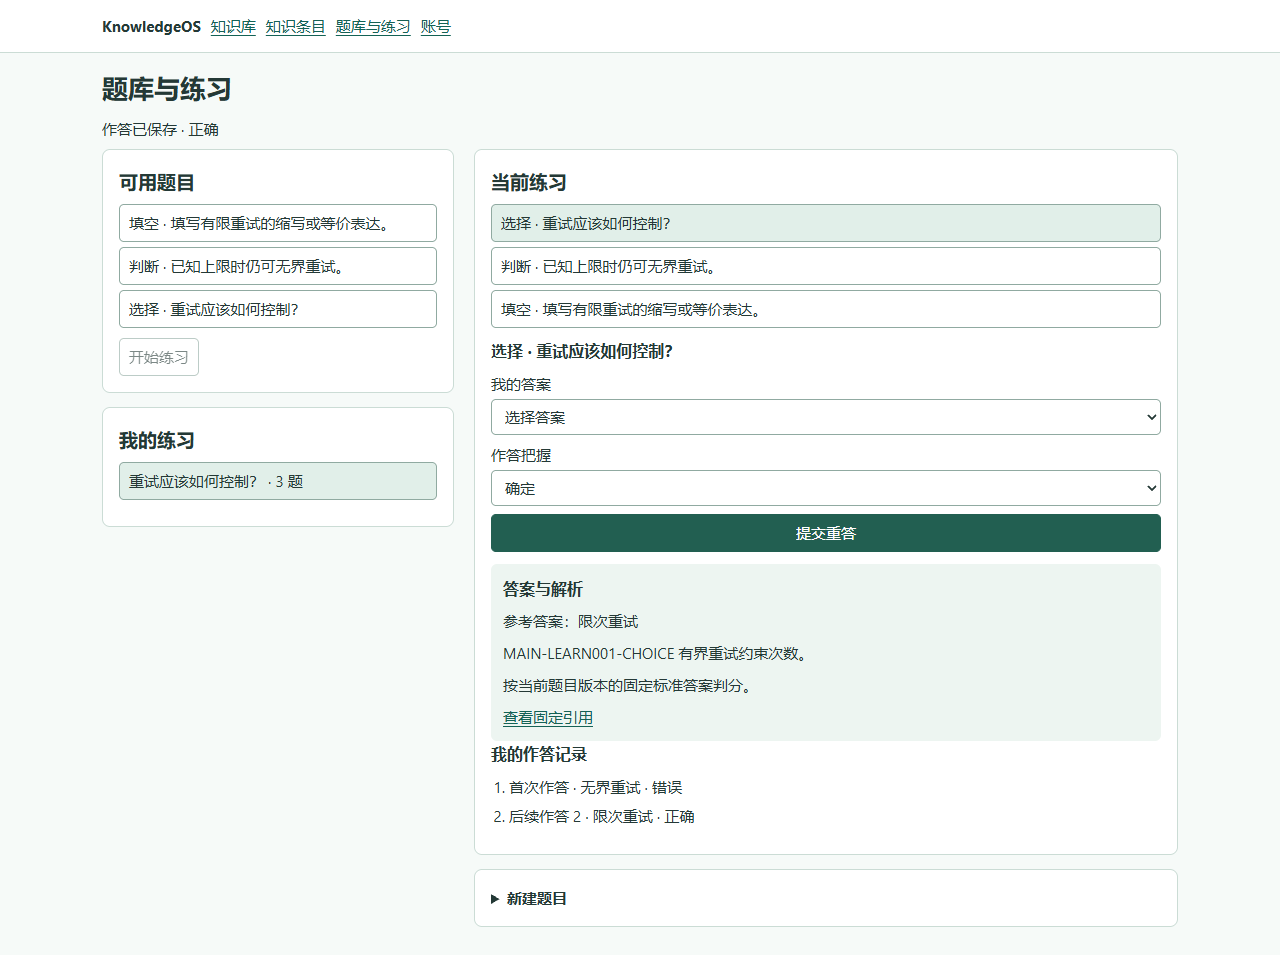 KnowledgeOS 知识库 知识条目 题库与练习 账号
题库与练习
作答已保存 · 正确
可用题目
填空 · 填写有限重试的缩写或等价表达。
判断 · 已知上限时仍可无界重试。
选择 · 重试应该如何控制？
开始练习
我的练习
重试应该如何控制？ · 3 题
当前练习
选择 · 重试应该如何控制？
判断 · 已知上限时仍可无界重试。
填空 · 填写有限重试的缩写或等价表达。
选择 · 重试应该如何控制？
我的答案
选择答案
作答把握
确定
提交重答
答案与解析
参考答案：限次重试
MAIN-LEARN001-CHOICE 有界重试约束次数。
按当前题目版本的固定标准答案判分。
查看固定引用
我的作答记录
1. 首次作答 · 无界重试 · 错误
2. 后续作答 2 · 限次重试 · 正确
新建题目